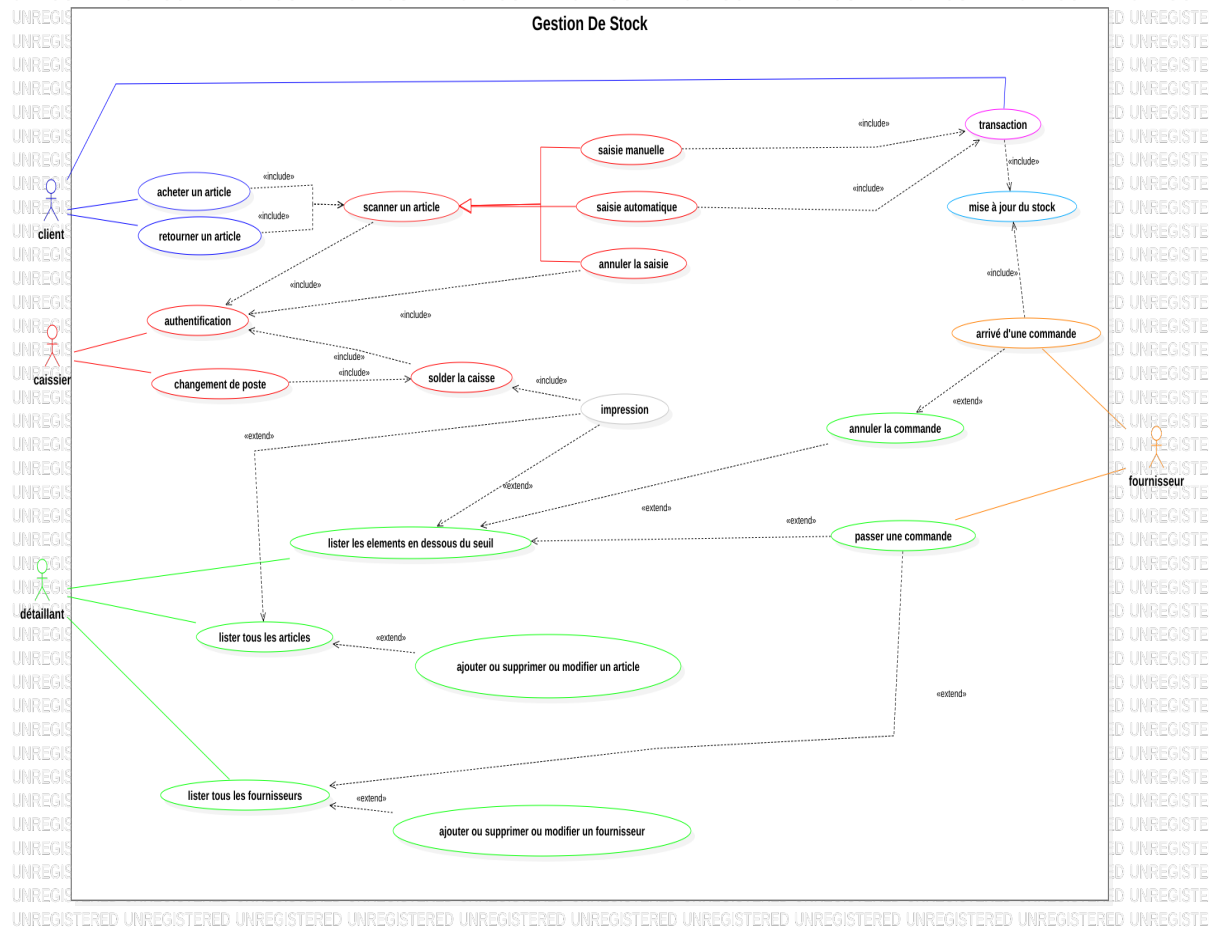 Gestion De Stock
«include»
transaction
saisie manuelle
«include»
«include»
acheter un article
«include»
scanner un article
saisie automatique
mise à jour du stock
«include»
client
retourner un article
annuler la saisie
«include»
«include»
authentification
«include»
arrivé d'une commande
«include»
«include»
caissier
changement de poste
solder la caisse
«include»
impression
«extend»
«extend»
annuler la commande
fournisseur
«extend»
«extend»
«extend»
lister les elements en dessous du seuil
passer une commande
détaillant
lister tous les articles
«extend»
ajouter ou supprimer ou modifier un article
«extend»
lister tous les fournisseurs
«extend»
ajouter ou supprimer ou modifier un fournisseur
UNREGISTERED UNREGISTERED UNREGISTERED UNREGISTERED UNREGISTERED UNREGISTERED UNREGISTERED UNREGISTERED UNREGISTERED UNREGISTERED UNREGISTE